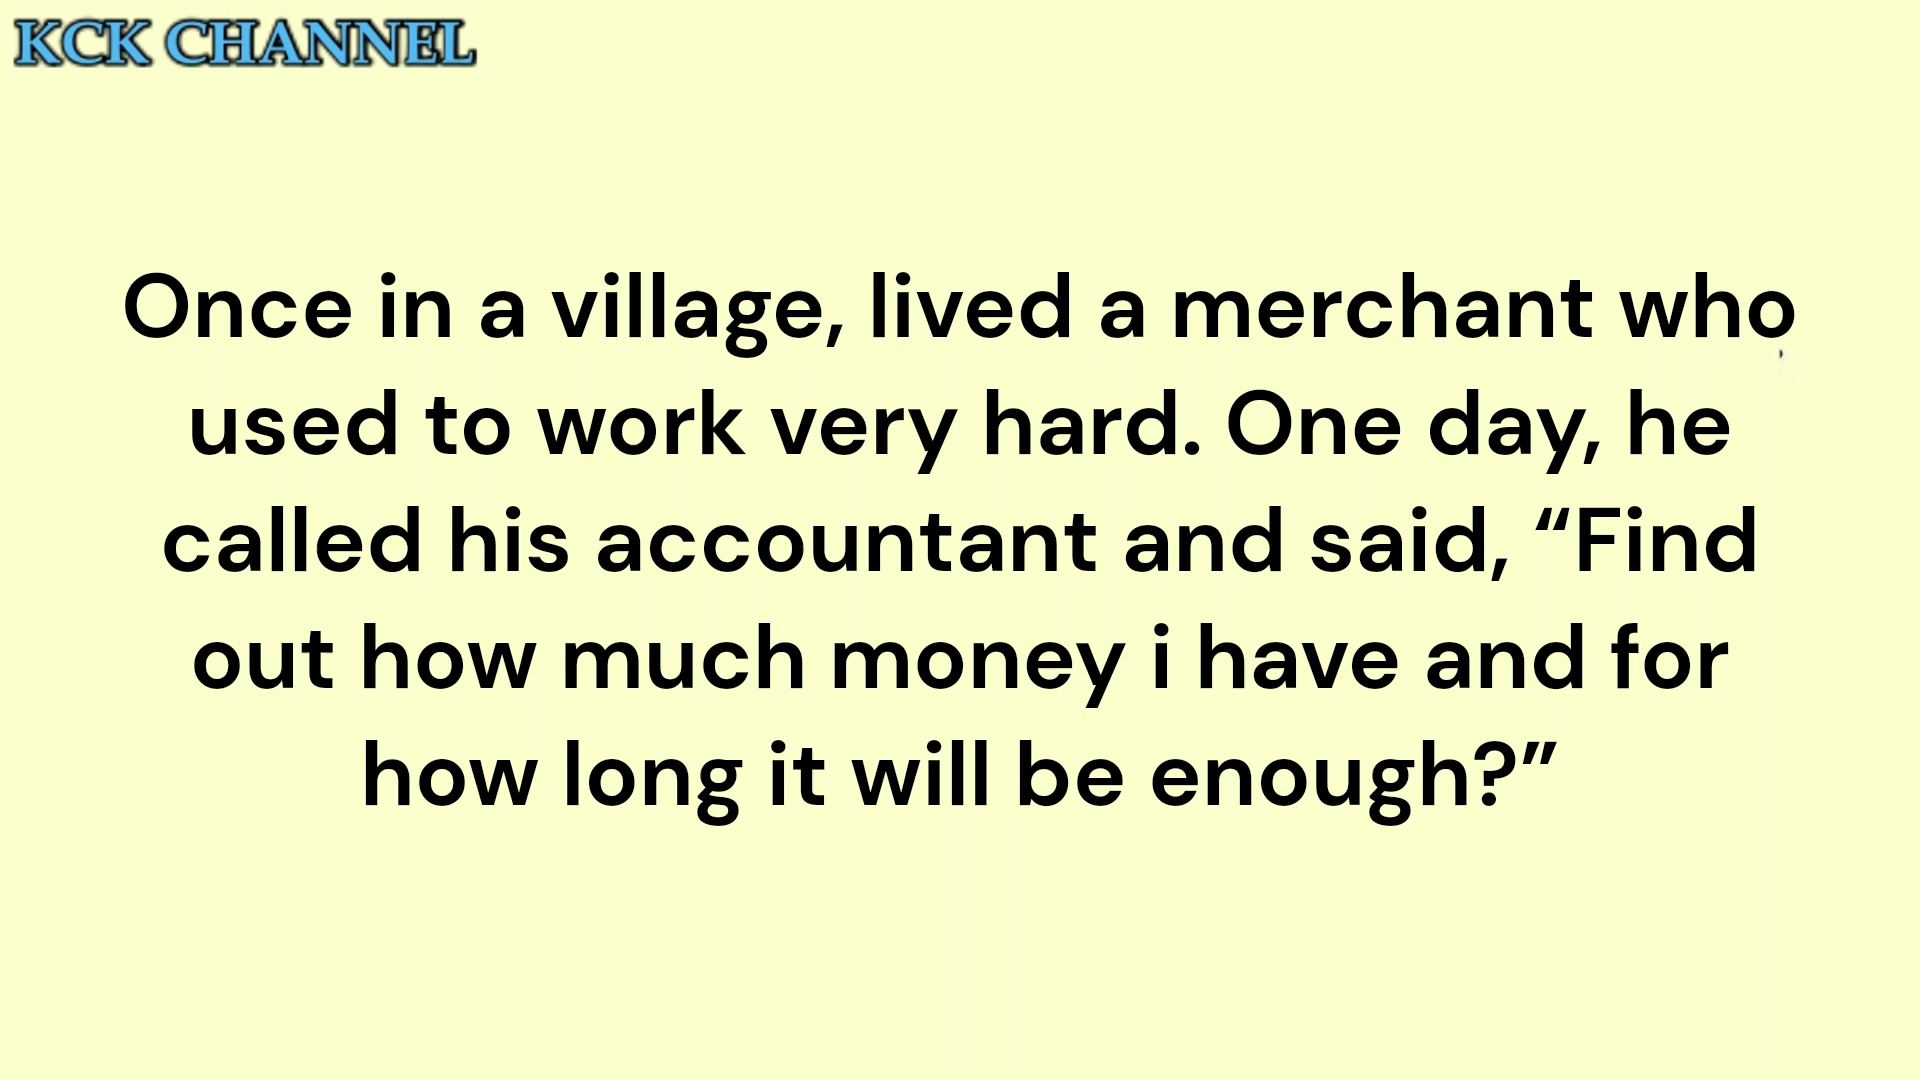 KCK CHANNEL
Once in a village, lived a merchant who
used to work very hard. One day, he
called his accountant and said, “Find
out how much money i have and for
how long it will be enough?”